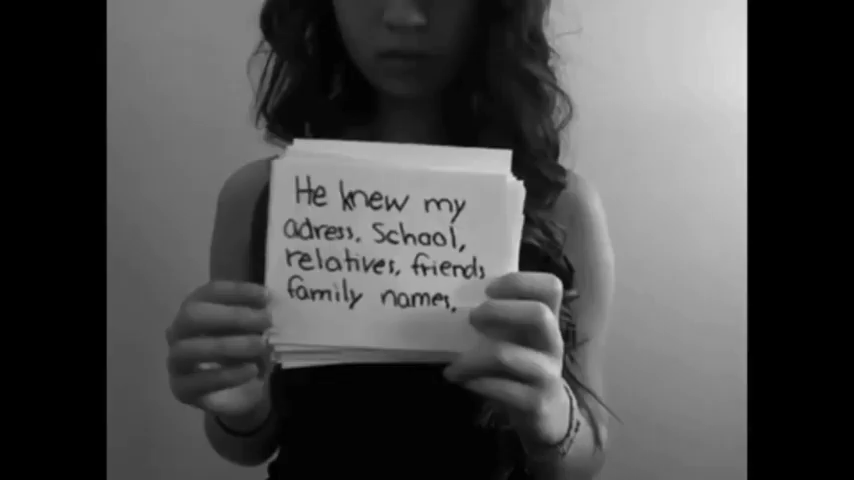 He knew my
adress. School,
relatives, friends
family names.